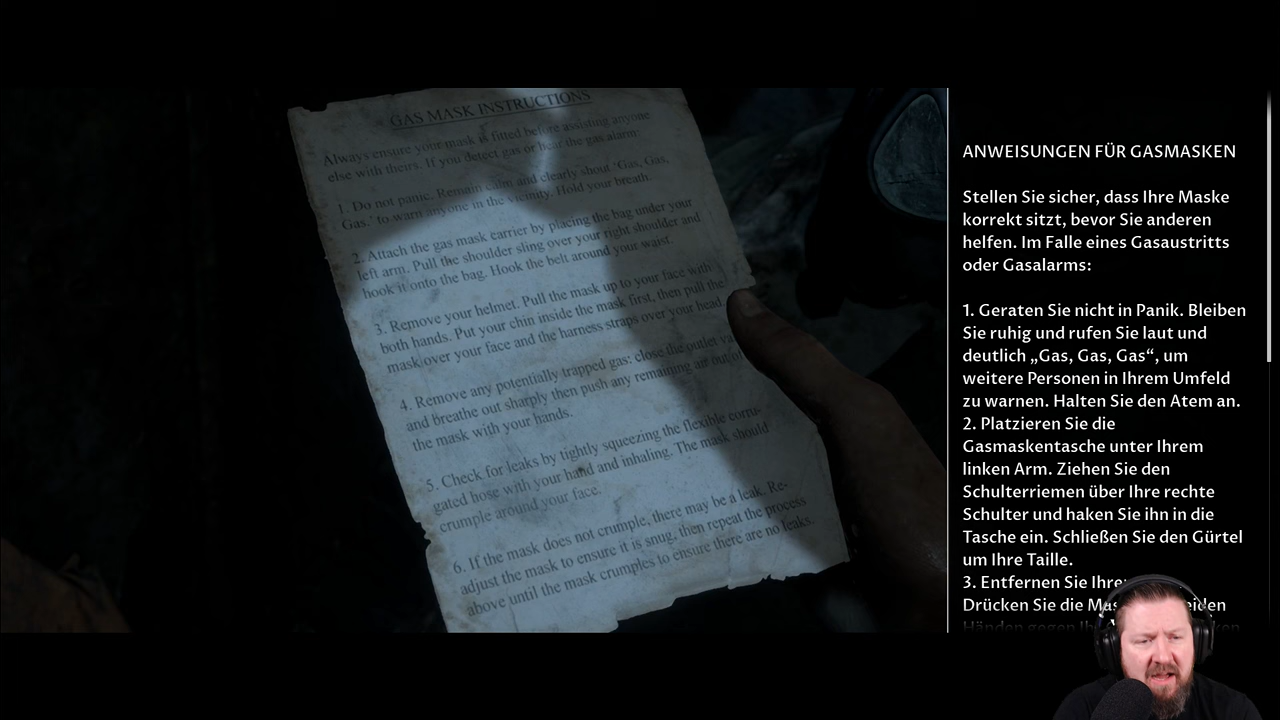 GAS MASK INSTRUCTIONS
Always ensure your mask is fitted before assisting anyone
else with theirs. If you detect gas or hear the gas alarm:
1. Do not panic. Remain calm and clearly shout 'Gas, Gas,
Gas.' to warn anyone in the vicinity. Hold your breath.
2. Attach the gas mask carrier by placing the bag under your
left arm. Pull the shoulder sling over your right shoulder and
hook it onto the bag. Hook the belt around your waist.
3. Remove your helmet. Pull the mask up to your face with
both hands. Put your chin inside the mask first, then pull the
mask over your face and the harness straps over your head.
4. Remove any potentially trapped gas: close the outlet va
and breathe out sharply then push any remaining air out of
the mask with your hands.
5. Check for leaks by tightly squeezing the flexible corru-
gated hose with your hand and inhaling. The mask should
crumple around your face.
6. If the mask does not crumple, there may be a leak. Re-
adjust the mask to ensure it is snug, then repeat the process
above until the mask crumples to ensure there are no leaks.
ANWEISUNGEN FÜR GASMASKEN
Stellen Sie sicher, dass Ihre Maske
korrekt sitzt, bevor Sie anderen
helfen. Im Falle eines Gasaustritts
oder Gasalarms:
1. Geraten Sie nicht in Panik. Bleiben
Sie ruhig und rufen Sie laut und
deutlich „Gas, Gas, Gas“, um
weitere Personen in Ihrem Umfeld
zu warnen. Halten Sie den Atem an.
2. Platzieren Sie die
Gasmaskentasche unter Ihrem
linken Arm. Ziehen Sie den
Schulterriemen über Ihre rechte
Schulter und haken Sie ihn in die
Tasche ein. Schließen Sie den Gürtel
um Ihre Taille.
3. Entfernen Sie Ihre
Drücken Sie die Mas eiden
Händen gegen Ih